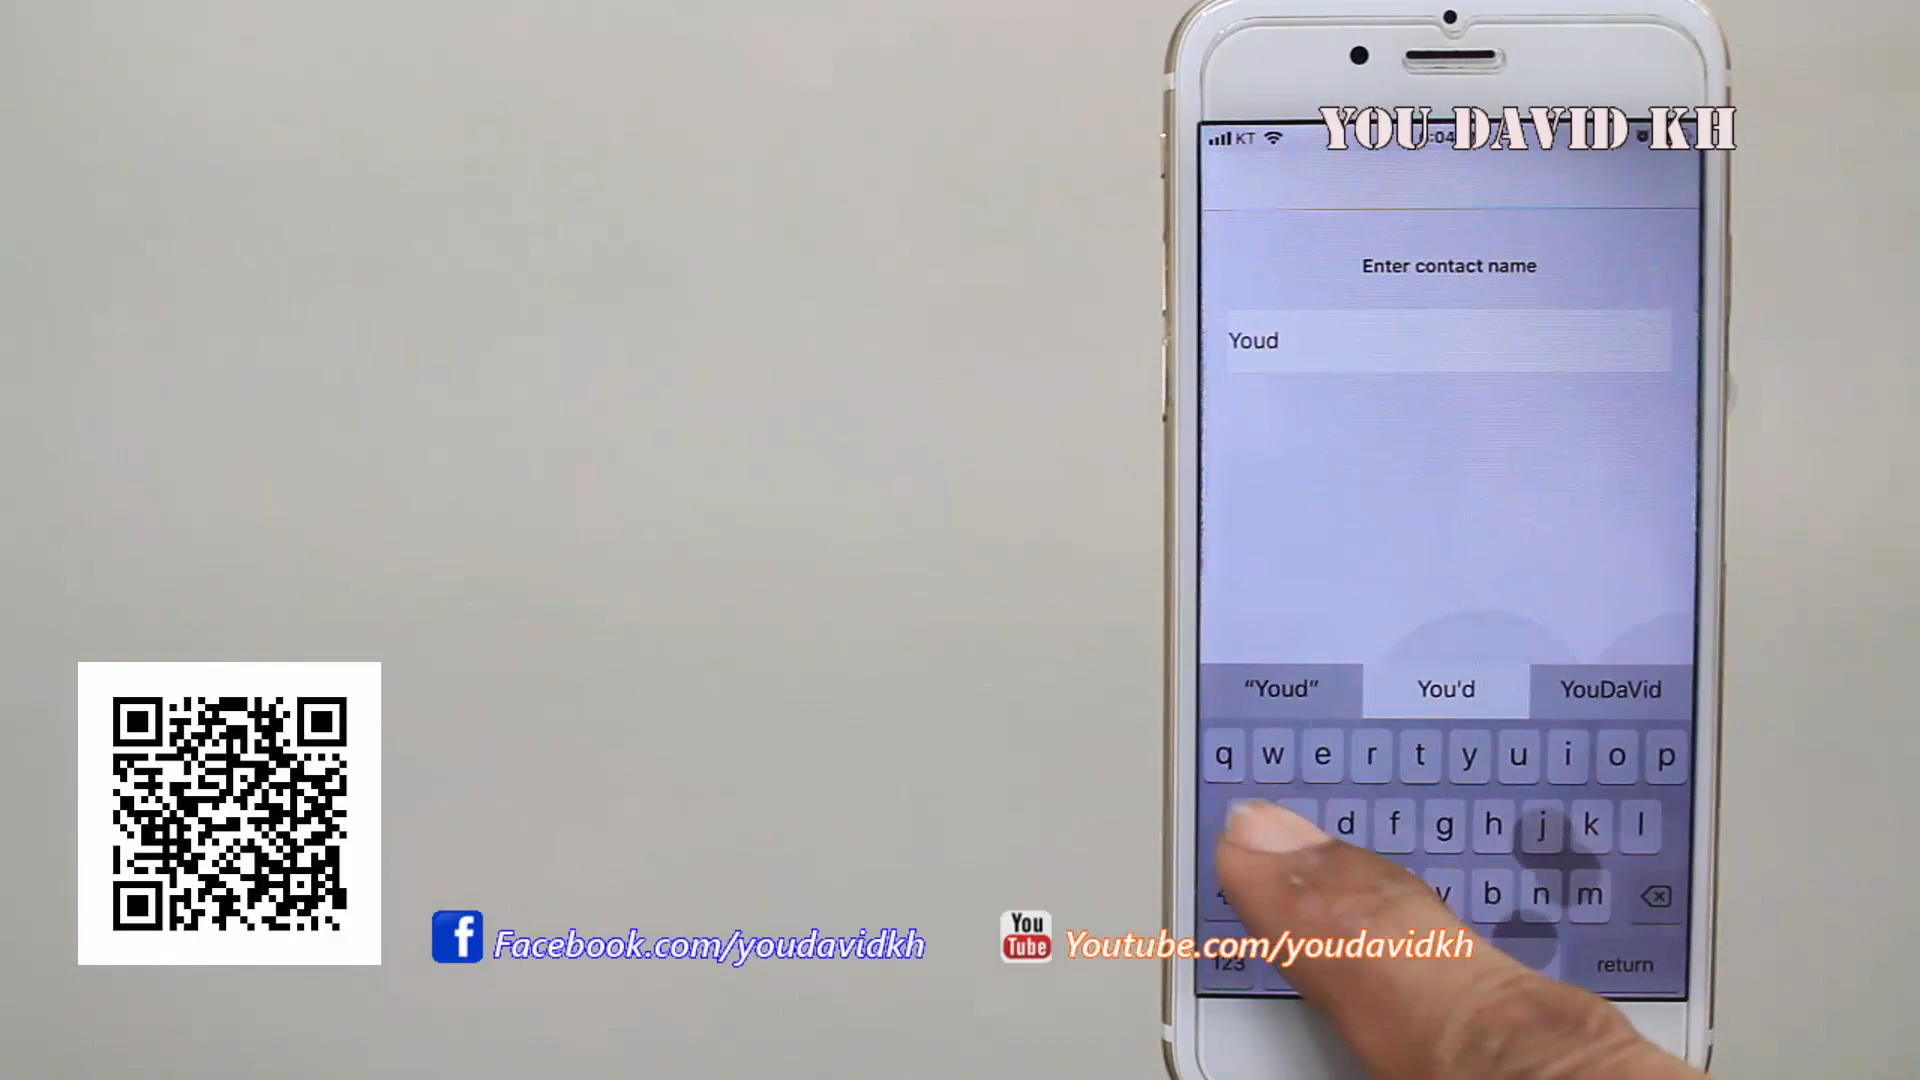 YOU DAVID KH
KT
Enter contact name
Youd
“Youd” You'd YouDaVid
q w e r t y u i o p
d f g h j k l
v b n m
123 return
f Facebook.com/youdavidkh
You Tube Youtube.com/youdavidkh